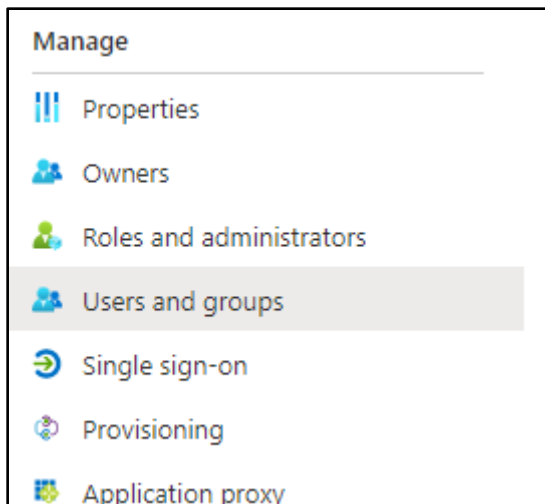 Manage
Properties
Owners
Roles and administrators
Users and groups
Single sign-on
Provisioning
Application proxy